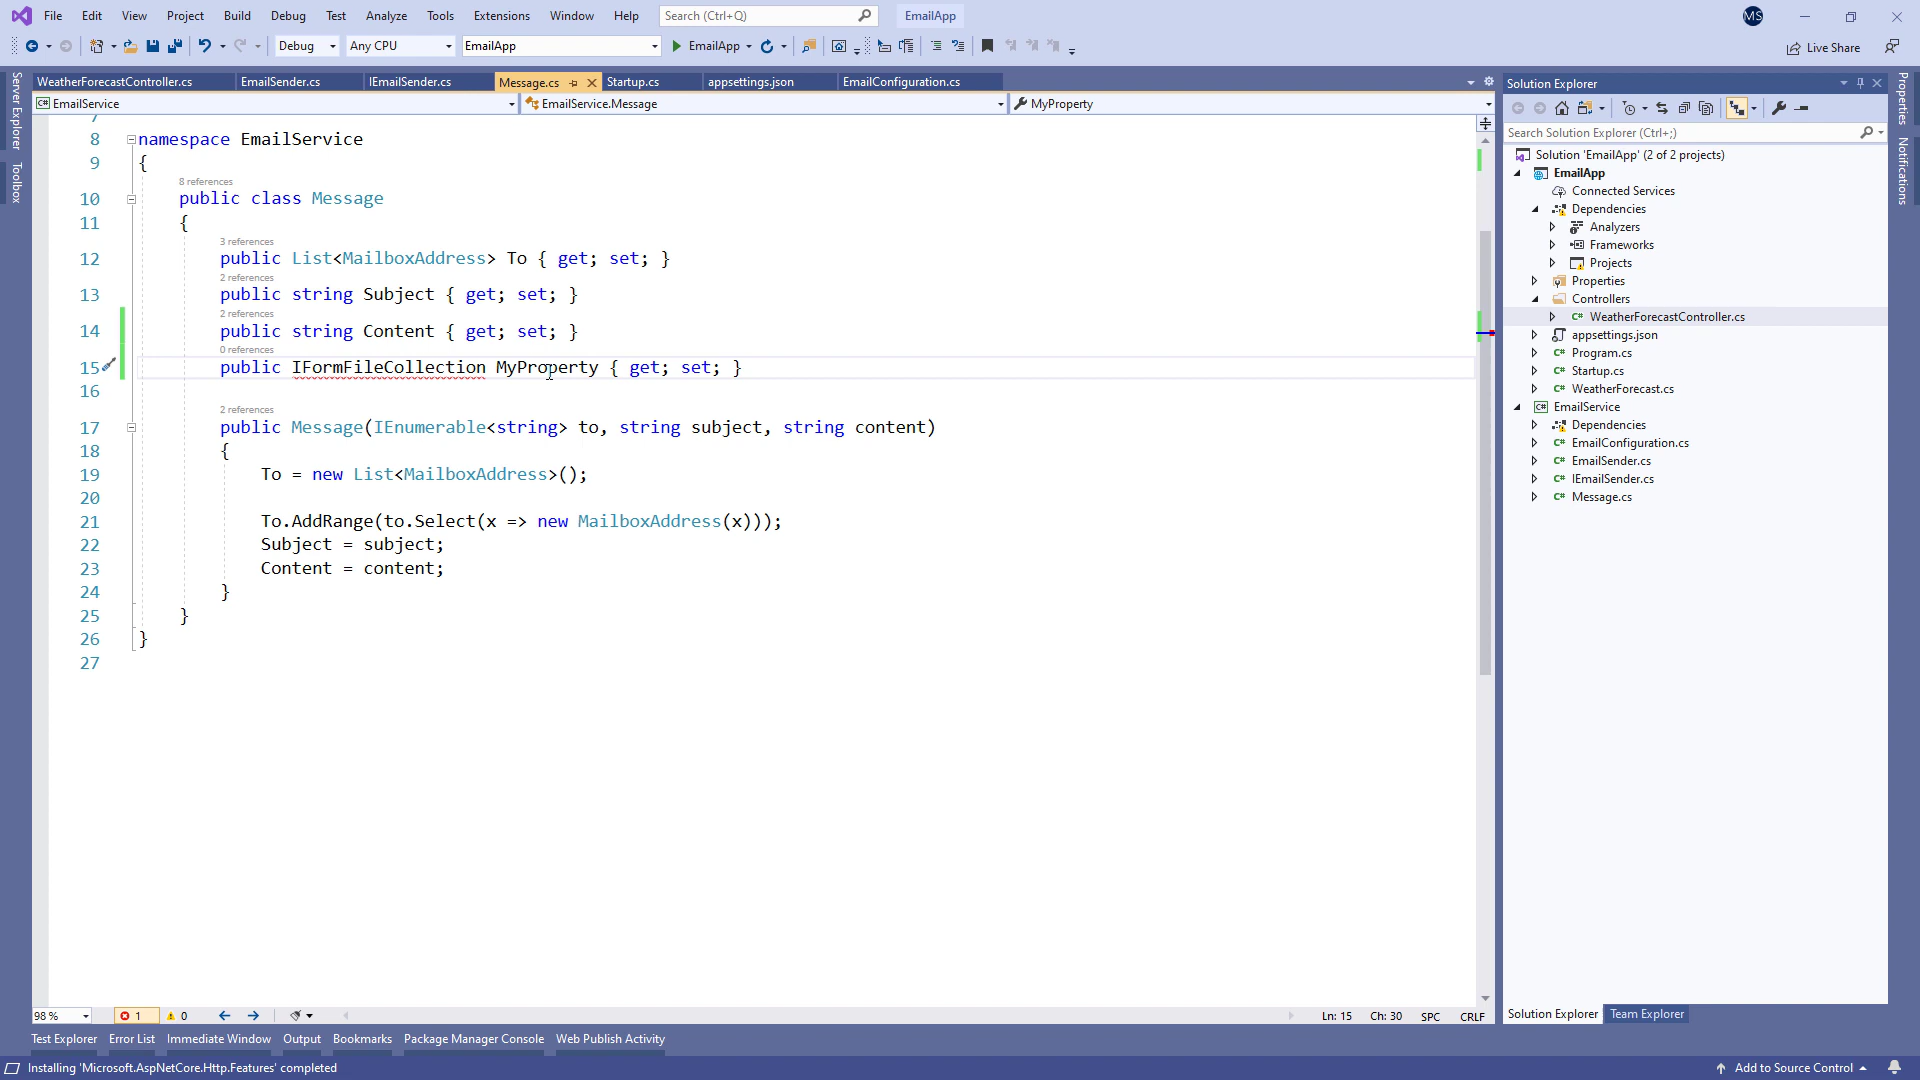 File Edit View Project Build Debug Test Analyze Tools Extensions Window Help Search (Ctrl+Q) EmailApp MS
Debug Any CPU EmailApp EmailApp Live Share
WeatherForecastController.cs EmailSender.cs IEmailSender.cs Message.cs Startup.cs appsettings.json EmailConfiguration.cs
C# EmailService EmailService.Message MyProperty
Server Explorer
Toolbox
7
8 namespace EmailService
9 {
8 references
10 public class Message
11 {
3 references
12 public List<MailboxAddress> To { get; set; }
2 references
13 public string Subject { get; set; }
2 references
14 public string Content { get; set; }
0 references
15 public IFormFileCollection MyProperty { get; set; }
16
2 references
17 public Message(IEnumerable<string> to, string subject, string content)
18 {
19 To = new List<MailboxAddress>();
20
21 To.AddRange(to.Select(x => new MailboxAddress(x)));
22 Subject = subject;
23 Content = content;
24 }
25 }
26 }
27
98 % 1 0 Ln: 15 Ch: 30 SPC CRLF
Solution Explorer
Search Solution Explorer (Ctrl+;)
Solution 'EmailApp' (2 of 2 projects)
EmailApp
Connected Services
Dependencies
Analyzers
Frameworks
Projects
Properties
Controllers
C# WeatherForecastController.cs
appsettings.json
C# Program.cs
C# Startup.cs
C# WeatherForecast.cs
C# EmailService
Dependencies
C# EmailConfiguration.cs
C# EmailSender.cs
C# IEmailSender.cs
C# Message.cs
Solution Explorer Team Explorer
Properties
Notifications
Test Explorer Error List Immediate Window Output Bookmarks Package Manager Console Web Publish Activity
Installing 'Microsoft.AspNetCore.Http.Features' completed Add to Source Control